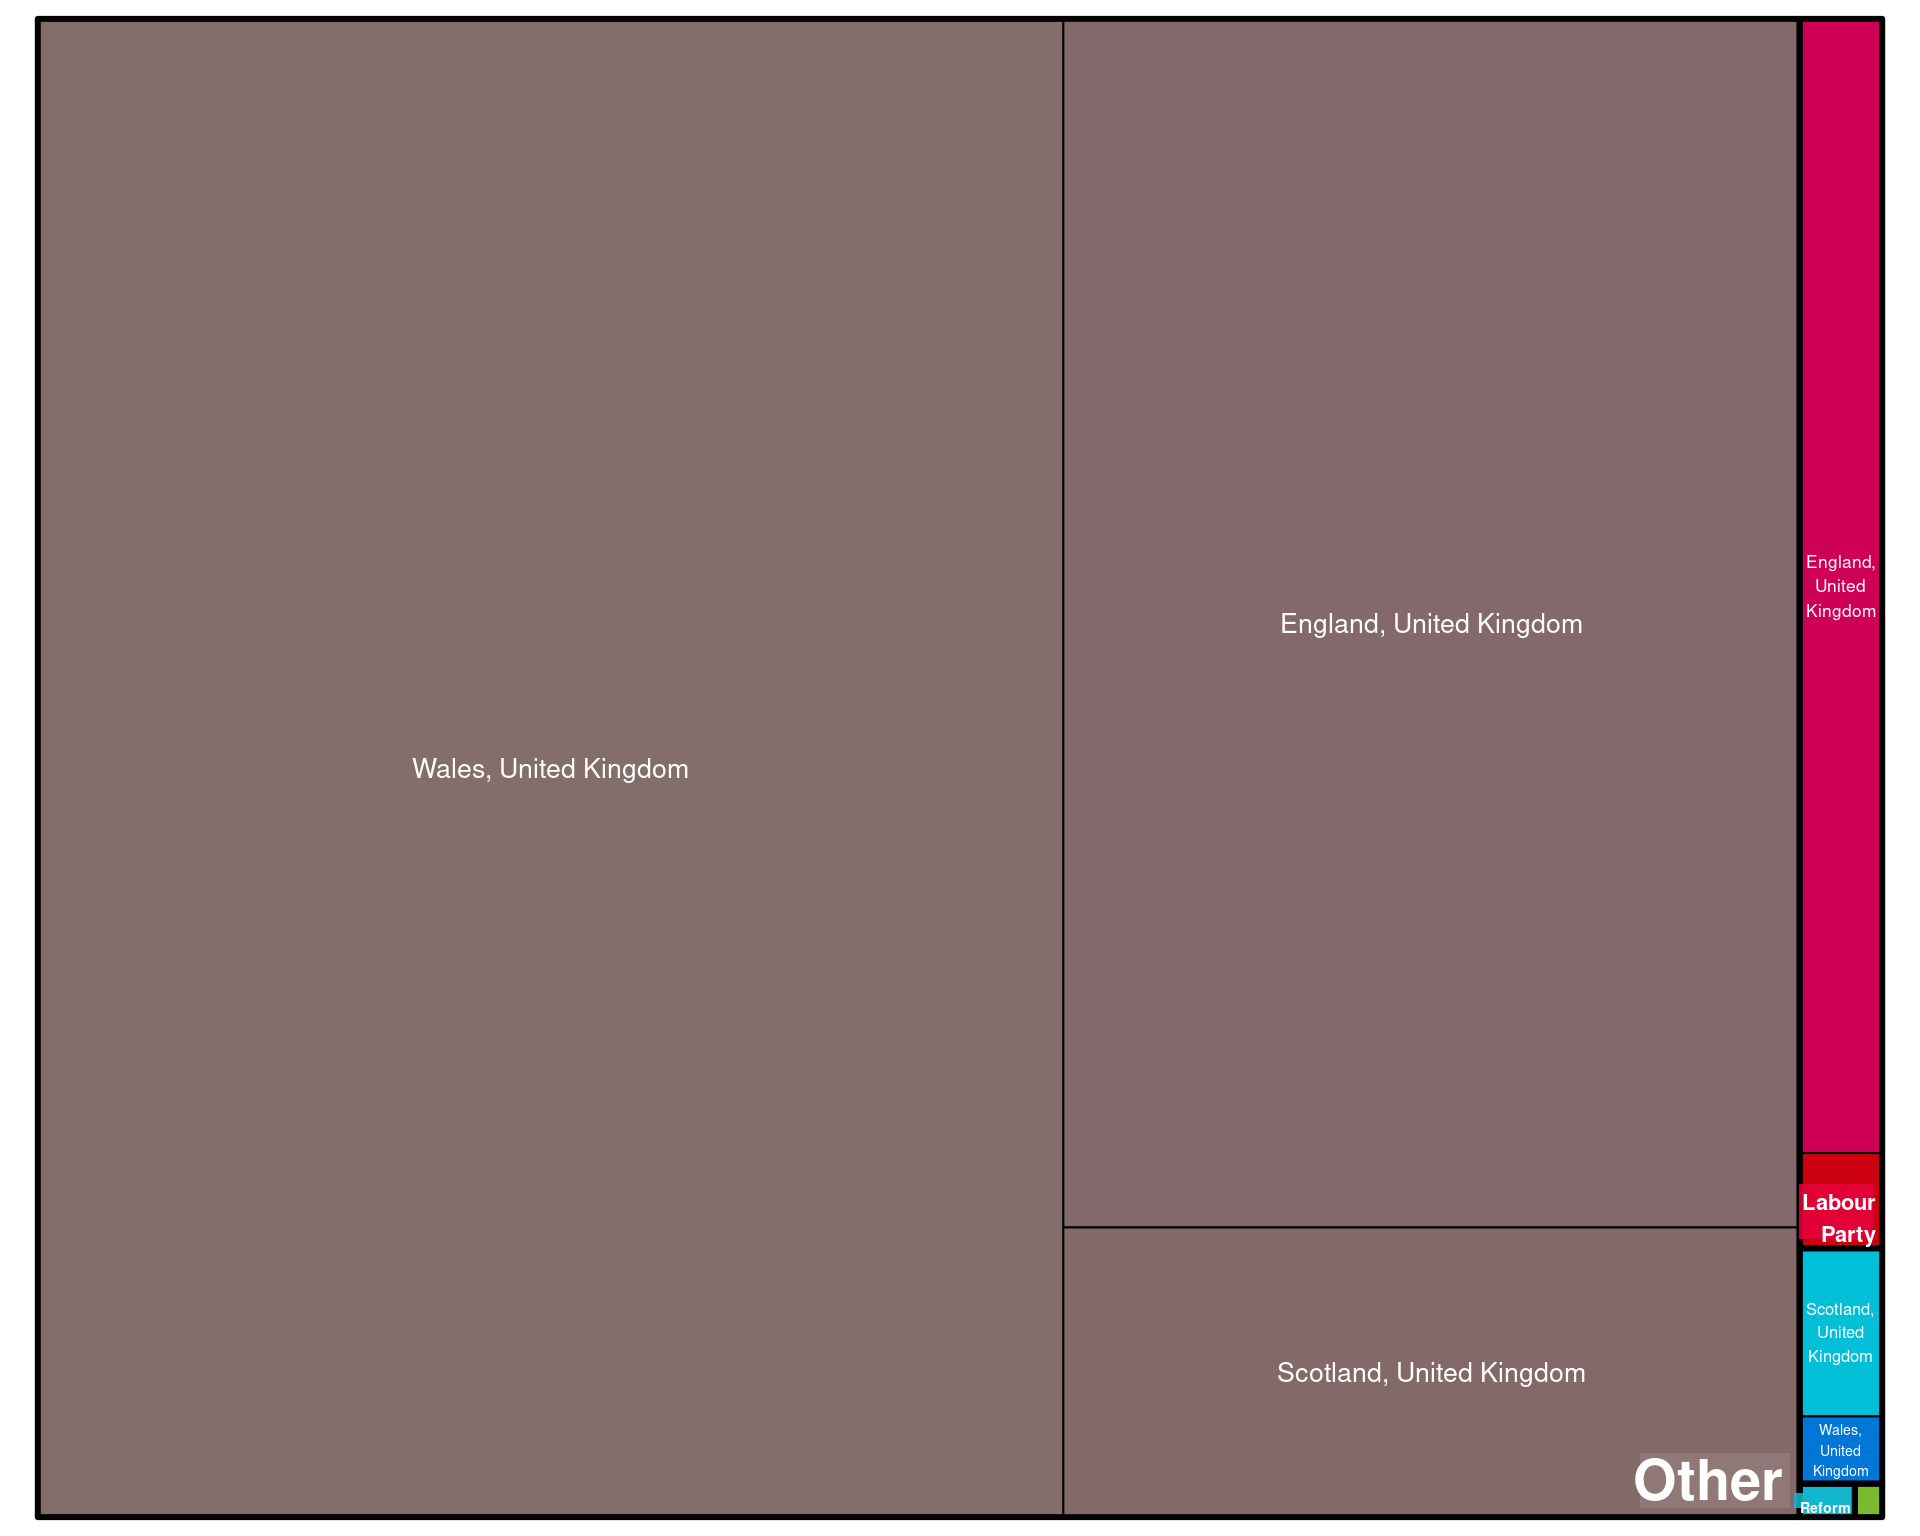 Wales, United Kingdom
England, United Kingdom
Scotland, United Kingdom
Other
England,
United
Kingdom
Labour
Party
Scotland,
United
Kingdom
Wales,
United
Kingdom
Reform